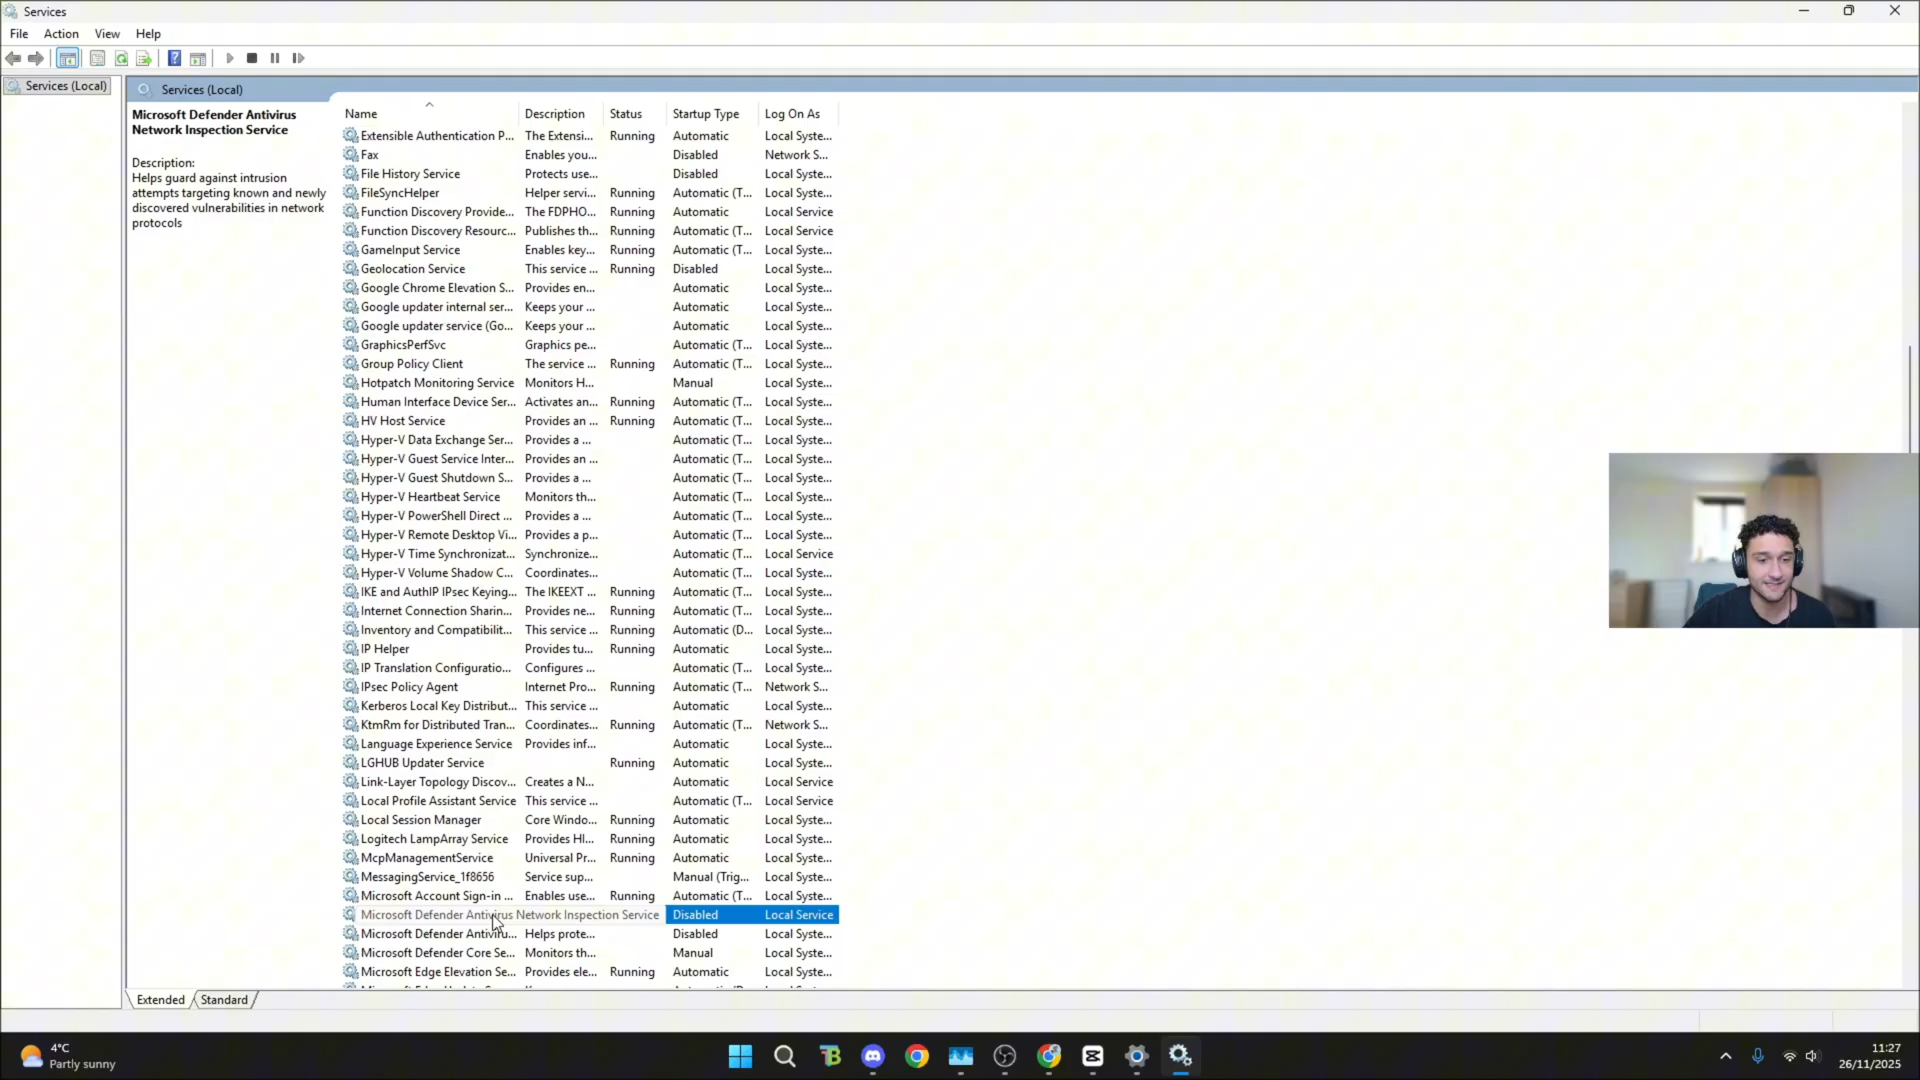 Services
File Action View Help
Services (Local)
Services (Local)
Microsoft Defender Antivirus
Network Inspection Service
Description:
Helps guard against intrusion
attempts targeting known and newly
discovered vulnerabilities in network
protocols
Name Description Status Startup Type Log On As
Extensible Authentication P... The Extensi... Running Automatic Local Syste...
Fax Enables you... Disabled Network S...
File History Service Protects use... Disabled Local Syste...
FileSyncHelper Helper servi... Running Automatic (T... Local Syste...
Function Discovery Provide... The FDPHO... Running Automatic Local Service
Function Discovery Resourc... Publishes th... Running Automatic (T... Local Service
GameInput Service Enables key... Running Automatic (T... Local Syste...
Geolocation Service This service ... Running Disabled Local Syste...
Google Chrome Elevation S... Provides en... Automatic Local Syste...
Google updater internal ser... Keeps your ... Automatic Local Syste...
Google updater service (Go... Keeps your ... Automatic Local Syste...
GraphicsPerfSvc Graphics pe... Automatic (T... Local Syste...
Group Policy Client The service ... Running Automatic (T... Local Syste...
Hotpatch Monitoring Service Monitors H... Manual Local Syste...
Human Interface Device Ser... Activates an... Running Automatic (T... Local Syste...
HV Host Service Provides an ... Running Automatic (T... Local Syste...
Hyper-V Data Exchange Ser... Provides a ... Automatic (T... Local Syste...
Hyper-V Guest Service Inter... Provides an ... Automatic (T... Local Syste...
Hyper-V Guest Shutdown S... Provides a ... Automatic (T... Local Syste...
Hyper-V Heartbeat Service Monitors th... Automatic (T... Local Syste...
Hyper-V PowerShell Direct ... Provides a ... Automatic (T... Local Syste...
Hyper-V Remote Desktop Vi... Provides a p... Automatic (T... Local Syste...
Hyper-V Time Synchronizat... Synchronize... Automatic (T... Local Service
Hyper-V Volume Shadow C... Coordinates... Automatic (T... Local Syste...
IKE and AuthIP IPsec Keying... The IKEEXT ... Running Automatic (T... Local Syste...
Internet Connection Sharin... Provides ne... Running Automatic (T... Local Syste...
Inventory and Compatibilit... This service ... Running Automatic (D... Local Syste...
IP Helper Provides tu... Running Automatic Local Syste...
IP Translation Configuratio... Configures ... Automatic (T... Local Syste...
IPsec Policy Agent Internet Pro... Running Automatic (T... Network S...
Kerberos Local Key Distribut... This service ... Automatic Local Syste...
KtmRm for Distributed Tran... Coordinates... Running Automatic (T... Network S...
Language Experience Service Provides inf... Automatic Local Syste...
LGHUB Updater Service Running Automatic Local Syste...
Link-Layer Topology Discov... Creates a N... Automatic Local Service
Local Profile Assistant Service This service ... Automatic (T... Local Service
Local Session Manager Core Windo... Running Automatic Local Syste...
Logitech LampArray Service Provides HI... Running Automatic Local Syste...
McpManagementService Universal Pr... Running Automatic Local Syste...
MessagingService_1f8656 Service sup... Manual (Trig... Local Syste...
Microsoft Account Sign-in ... Enables use... Running Automatic (T... Local Syste...
Microsoft Defender Antivirus Network Inspection Service Disabled Local Service
Microsoft Defender Antiviru... Helps prote... Disabled Local Syste...
Microsoft Defender Core Se... Monitors th... Manual Local Syste...
Microsoft Edge Elevation Se... Provides ele... Running Automatic Local Syste...
Extended Standard
4°C
Partly sunny
11:27
26/11/2025